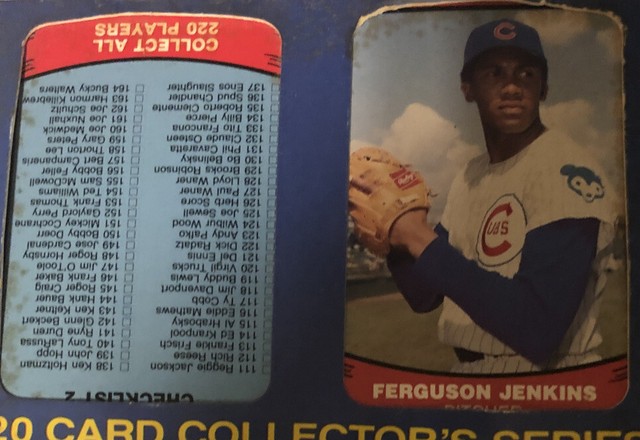 CHECKLIST 2
111 Reggie Jackson
112 Rich Reese
113 Frankie Frisch
114 Ed Kranpool
115 Al Hrabosky
116 Eddie Mathews
117 Ty Cobb
118 Jim Davenport
119 Buddy Lewis
120 Virgil Trucks
121 Del Ennis
122 Dick Radatz
123 Andy Pafko
124 Wilbur Wood
125 Joe Sewell
126 Herb Score
127 Paul Waner
128 Lloyd Waner
129 Brooks Robinson
130 Bo Belinsky
131 Phil Cavaretta
132 Claude Osteen
133 Tito Francona
134 Billy Pierce
135 Roberto Clemente
136 Spud Chandler
137 Enos Slaughter
138 Ken Holtzman
139 John Hopp
140 Tony LaRussa
141 Ryne Duren
142 Glenn Beckert
143 Ken Keltner
144 Hank Bauer
145 Roger Craig
146 Frank Baker
147 Jim O'Toole
148 Rogers Hornsby
149 Jose Cardenal
150 Bobby Doerr
151 Mickey Cochrane
152 Gaylord Perry
153 Frank Thomas
154 Ted Williams
155 Sam McDowell
156 Bobby Feller
157 Bert Campaneris
158 Thornton Lee
159 Gary Peters
160 Joe Medwick
161 Joe Nuxhall
162 Joe Schultz
163 Harmon Killebrew
164 Bucky Walters
COLLECT ALL
220 PLAYERS
C
CUBS
FERGUSON JENKINS
PITCHER
20 CARD COLLECTOR'S SERIES